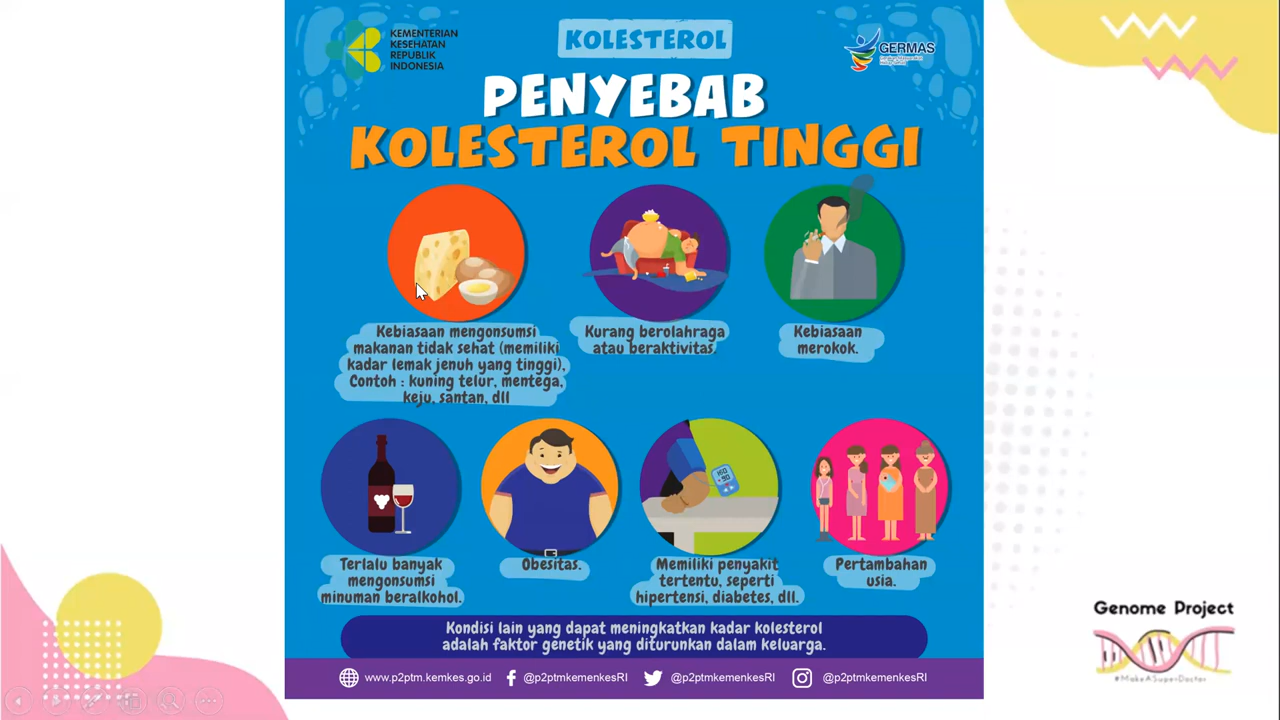 KEMENTERIAN
KESEHATAN
REPUBLIK
INDONESIA
KOLESTEROL
GERMAS
PENYEBAB
KOLESTEROL TINGGI
Kebiasaan mengonsumsi
makanan tidak sehat (memiliki
kadar lemak jenuh yang tinggi),
Contoh : kuning telur, mentega,
keju, santan, dll
Kurang berolahraga
atau beraktivitas.
Kebiasaan
merokok.
Terlalu banyak
mengonsumsi
minuman beralkohol.
Obesitas.
Memiliki penyakit
tertentu, seperti
hipertensi, diabetes, dll.
Pertambahan
usia.
Kondisi lain yang dapat meningkatkan kadar kolesterol
adalah faktor genetik yang diturunkan dalam keluarga.
www.p2ptm.kemkes.go.id
@p2ptmkemenkesRI
@p2ptmkemenkesRI
@p2ptmkemenkesRI
Genome Project
#MakeASuperDoctor